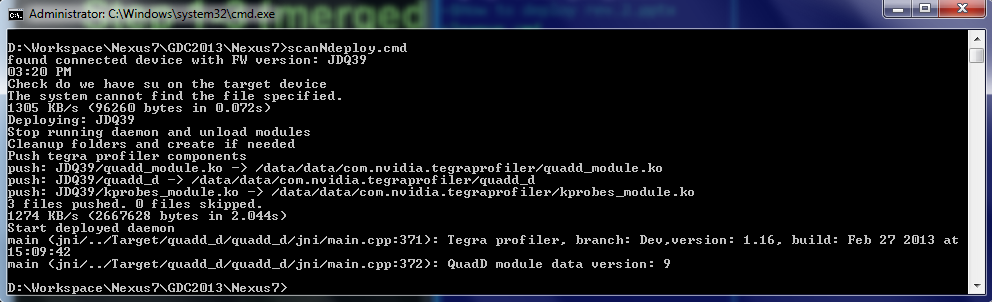 Administrator: C:\Windows\system32\cmd.exe
D:\Workspace\Nexus7\GDC2013\Nexus7>scanNdeploy.cmd
found connected device with FW version: JDQ39
03:20 PM
Check do we have su on the target device
The system cannot find the file specified.
1305 KB/s (96260 bytes in 0.072s)
Deploying: JDQ39
Stop running daemon and unload modules
Cleanup folders and create if needed
Push tegra profiler components
push: JDQ39/quadd_module.ko -> /data/data/com.nvidia.tegraprofiler/quadd_module.ko
push: JDQ39/quadd_d -> /data/data/com.nvidia.tegraprofiler/quadd_d
push: JDQ39/kprobes_module.ko -> /data/data/com.nvidia.tegraprofiler/kprobes_module.ko
3 files pushed. 0 files skipped.
1274 KB/s (2667628 bytes in 2.044s)
Start deployed daemon
main (jni/../Target/quadd_d/quadd_d/jni/main.cpp:371): Tegra profiler, branch: Dev,version: 1.16, build: Feb 27 2013 at
15:09:42
main (jni/../Target/quadd_d/quadd_d/jni/main.cpp:372): QuadD module data version: 9
D:\Workspace\Nexus7\GDC2013\Nexus7>